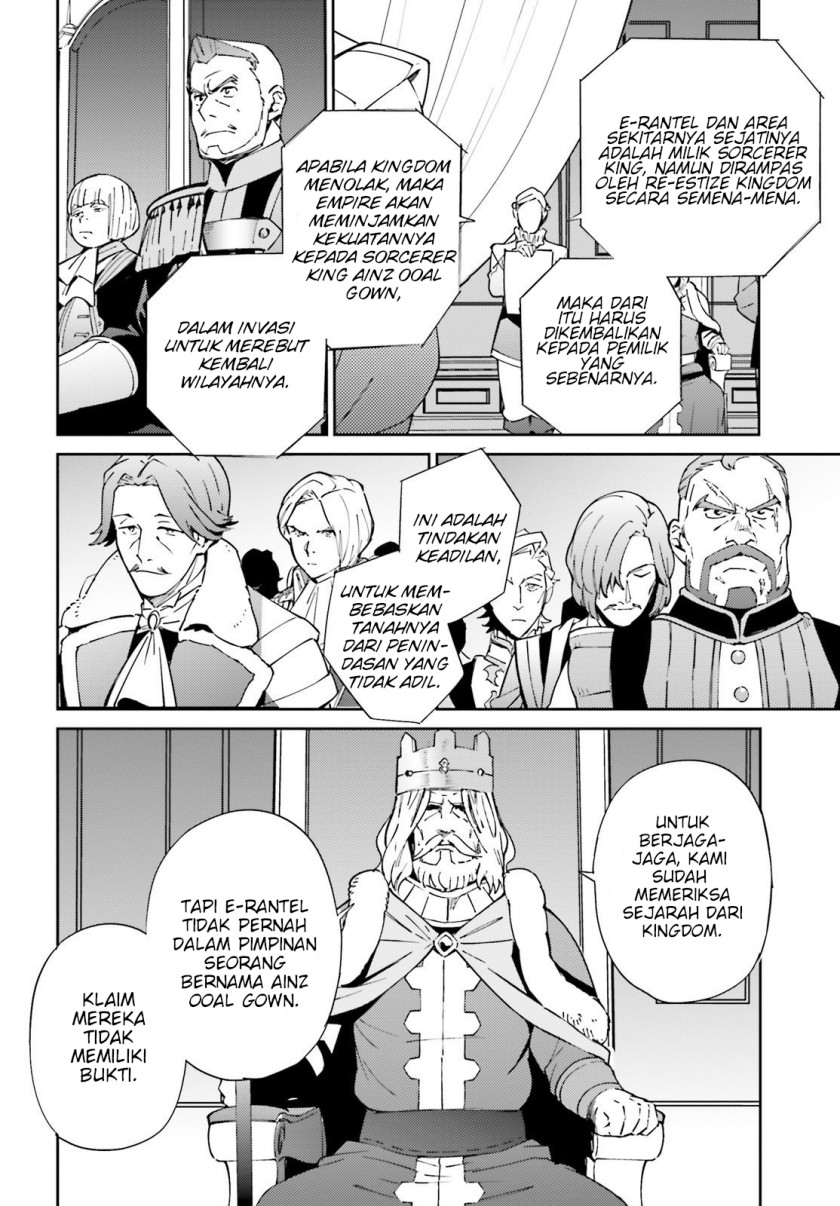 E-RANTEL DAN AREA
SEKITARNYA SEJATINYA
ADALAH MILIK SORCERER
KING, NAMUN DIRAMPAS
OLEH RE-ESTIZE KINGDOM
SECARA SEMENA-MENA.
MAKA DARI
ITU HARUS
DIKEMBALIKAN
KEPADA PEMILIK
YANG
SEBENARNYA.
APABILA KINGDOM
MENOLAK, MAKA
EMPIRE AKAN
MEMINJAMKAN
KEKUATANNYA
KEPADA SORCERER
KING AINZ OOAL
GOWN,
DALAM INVASI
UNTUK MEREBUT
KEMBALI
WILAYAHNYA.
INI ADALAH
TINDAKAN
KEADILAN,
UNTUK MEM-
BEBASKAN
TANAHNYA
DARI PENIN-
DASAN YANG
TIDAK ADIL.
UNTUK
BERJAGA-
JAGA, KAMI
SUDAH
MEMERIKSA
SEJARAH DARI
KINGDOM.
TAPI E-RANTEL
TIDAK PERNAH
DALAM PIMPINAN
SEORANG
BERNAMA AINZ
OOAL GOWN.
KLAIM
MEREKA
TIDAK
MEMILIKI
BUKTI.